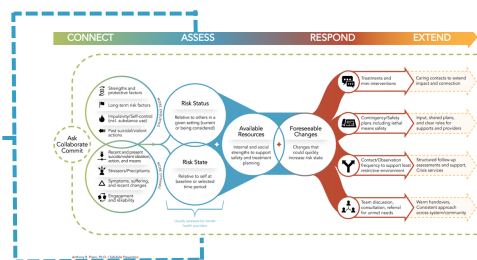 CONNECT
ASSESS
RESPOND
EXTEND
Ask
Collaborate
Commit
Strengths and
protective factors
Long-term risk factors
Impulsivity/Self-control
(incl. substance use)
Past suicidal/violent
actions
Recent and present
suicidal/violent ideation,
action, and means
Stressors/Precipitants
Symptoms, suffering,
and recent changes
Engagement
and reliability
Risk Status
Relative to others in a
given setting (current
or being considered)
Risk State
Relative to self at
baseline or selected
time period
Available
Resources
Internal and social
strengths to support
safety and treatment
planning
Foreseeable
Changes
Changes that
could quickly
increase risk state
Treatments and
non-interventions
Contingency/Safety
plans including lethal
means safety
Contact/Observation
frequency to support least
restrictive environment
Team discussion,
consultation, referral
for unmet needs
Caring contacts to extend
impact and connection
Input, shared plans,
and clear roles for
supports and providers
Structured follow-up
assessments and support,
Crisis services
Warm handovers,
Consistent approach
across system/community